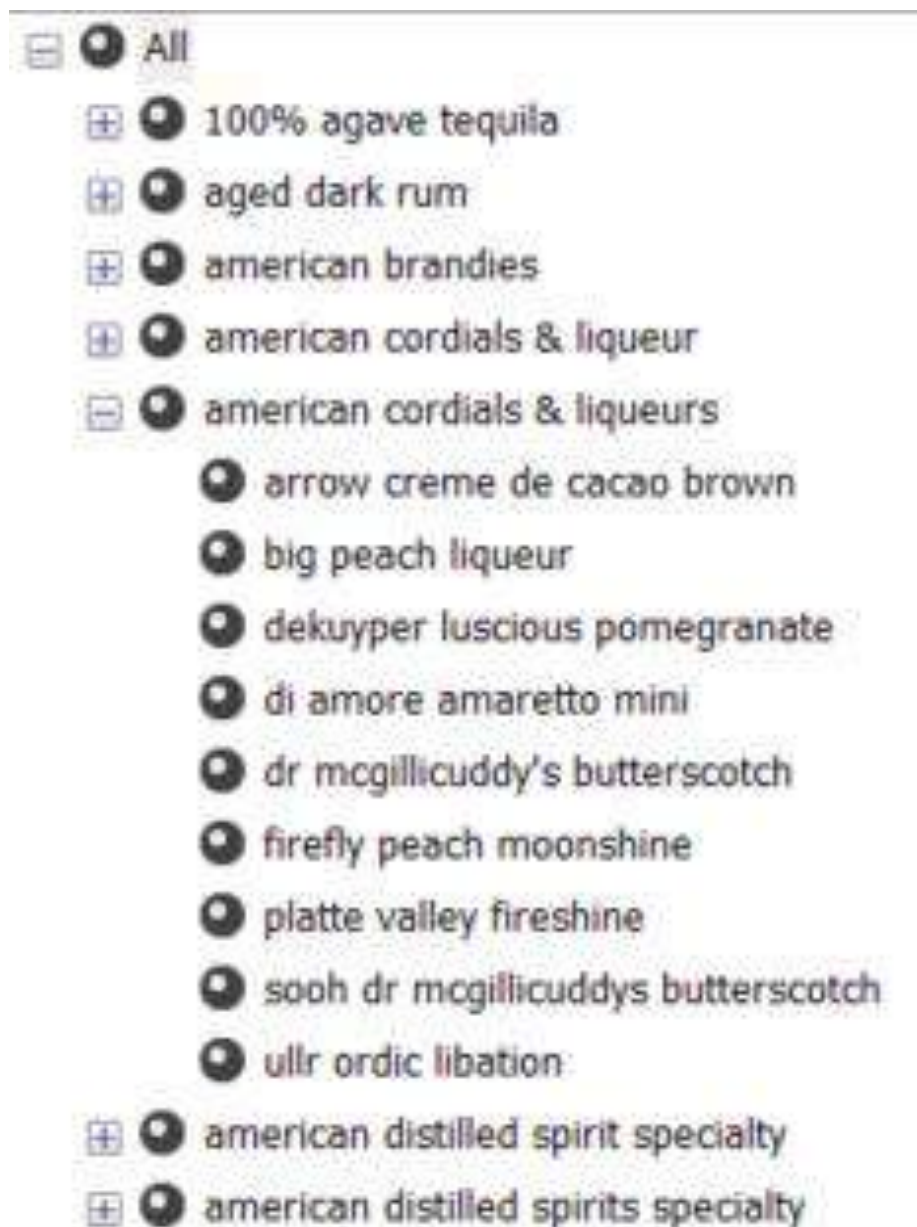 All
100% agave tequila
aged dark rum
american brandies
american cordials & liqueur
american cordials & liqueurs
arrow creme de cacao brown
big peach liqueur
dekuyper luscious pomegranate
di amore amaretto mini
dr mcgillicuddy's butterscotch
firefly peach moonshine
platte valley fireshine
sooh dr mcgillicuddys butterscotch
ullr ordic libation
american distilled spirit specialty
american distilled spirits specialty